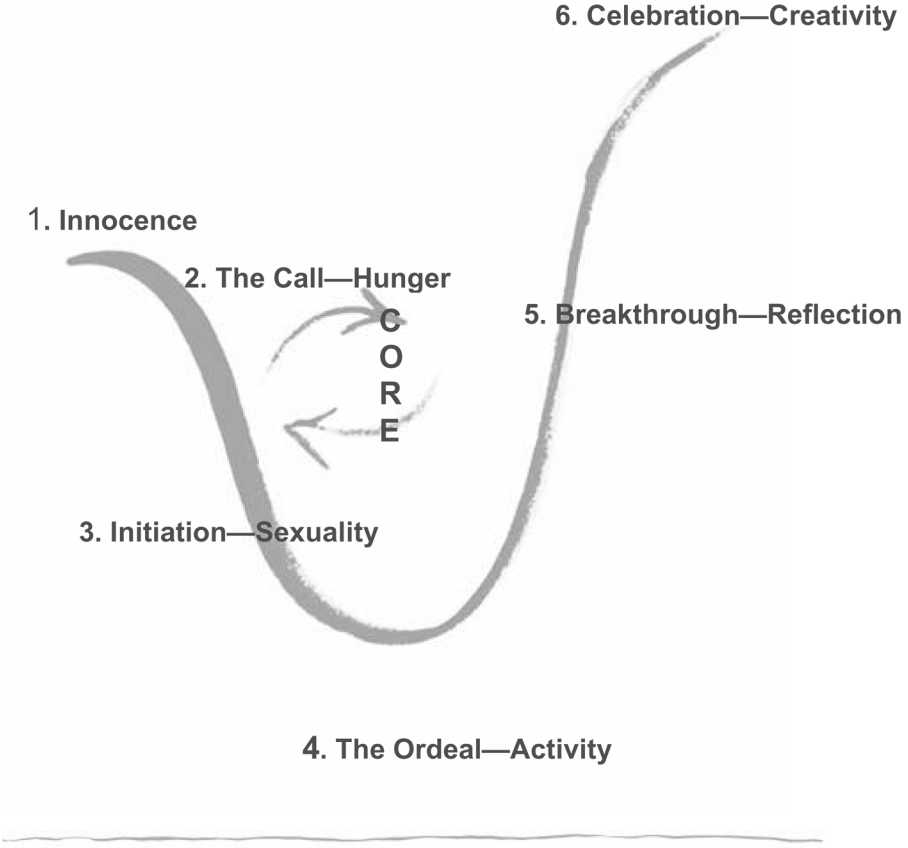 6. Celebration—Creativity
1. Innocence
2. The Call—Hunger
C
O
R
E
5. Breakthrough—Reflection
3. Initiation—Sexuality
4. The Ordeal—Activity